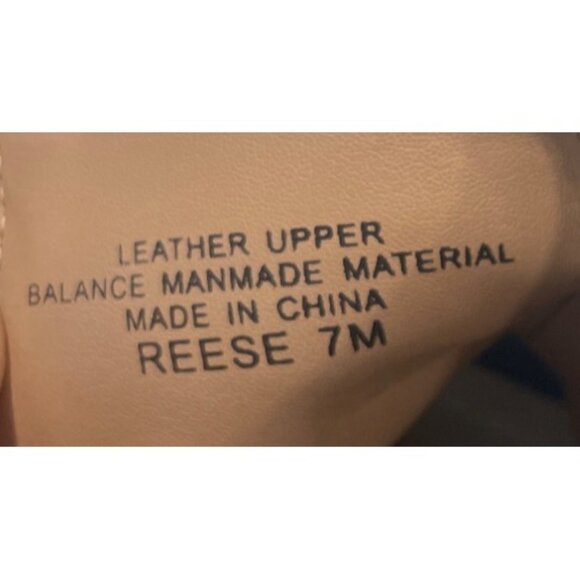 LEATHER UPPER
BALANCE MANMADE MATERIAL
MADE IN CHINA
REESE 7M